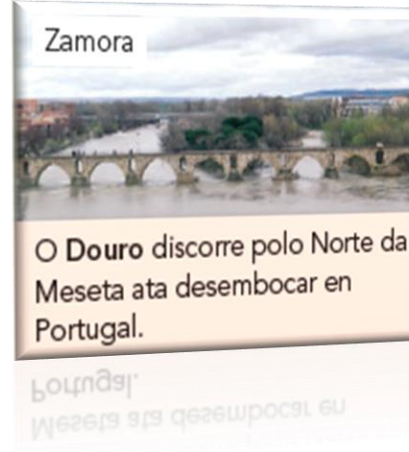 Zamora
O Douro discorre polo Norte da
Meseta ata desembocar en
Portugal.